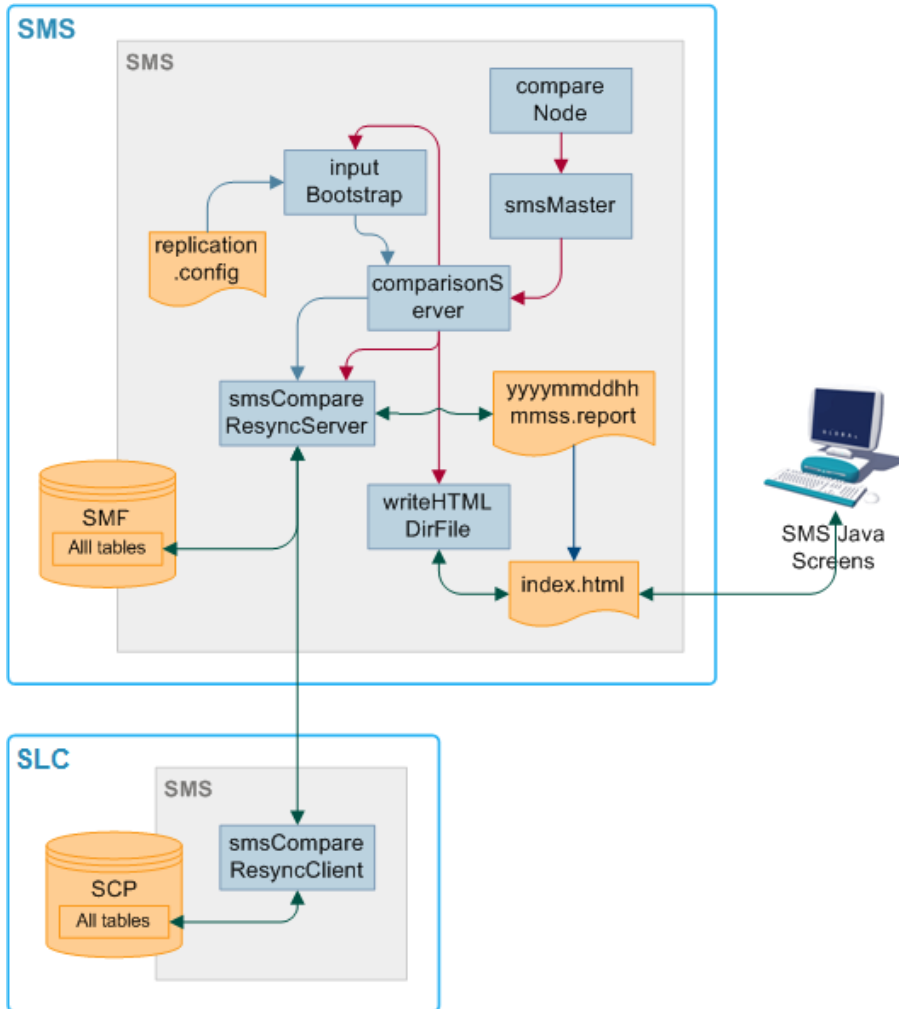 SMS
SMS
compare
Node
input
Bootstrap
smsMaster
replication
.config
comparisonS
erver
smsCompare
ResyncServer
yyyymmddhh
mmss.report
GLOBAL
SMF
Alll tables
writeHTML
DirFile
index.html
SMS Java
Screens
SLC
SMS
smsCompare
ResyncClient
SCP
All tables